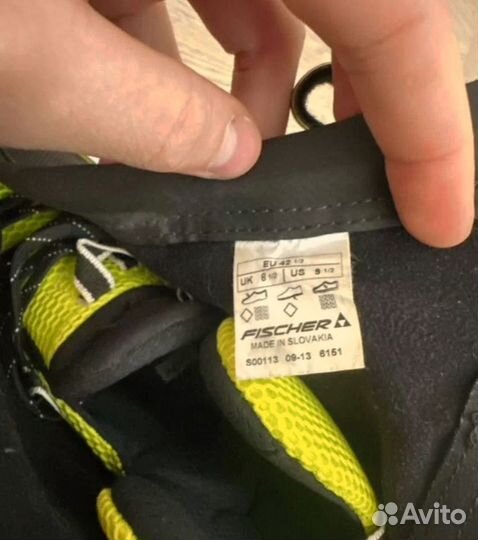 EU 42 1/2
UK 8 1/2 US 9 1/2
FISCHER
MADE IN SLOVAKIA
S00113 09-13 6151
Avito